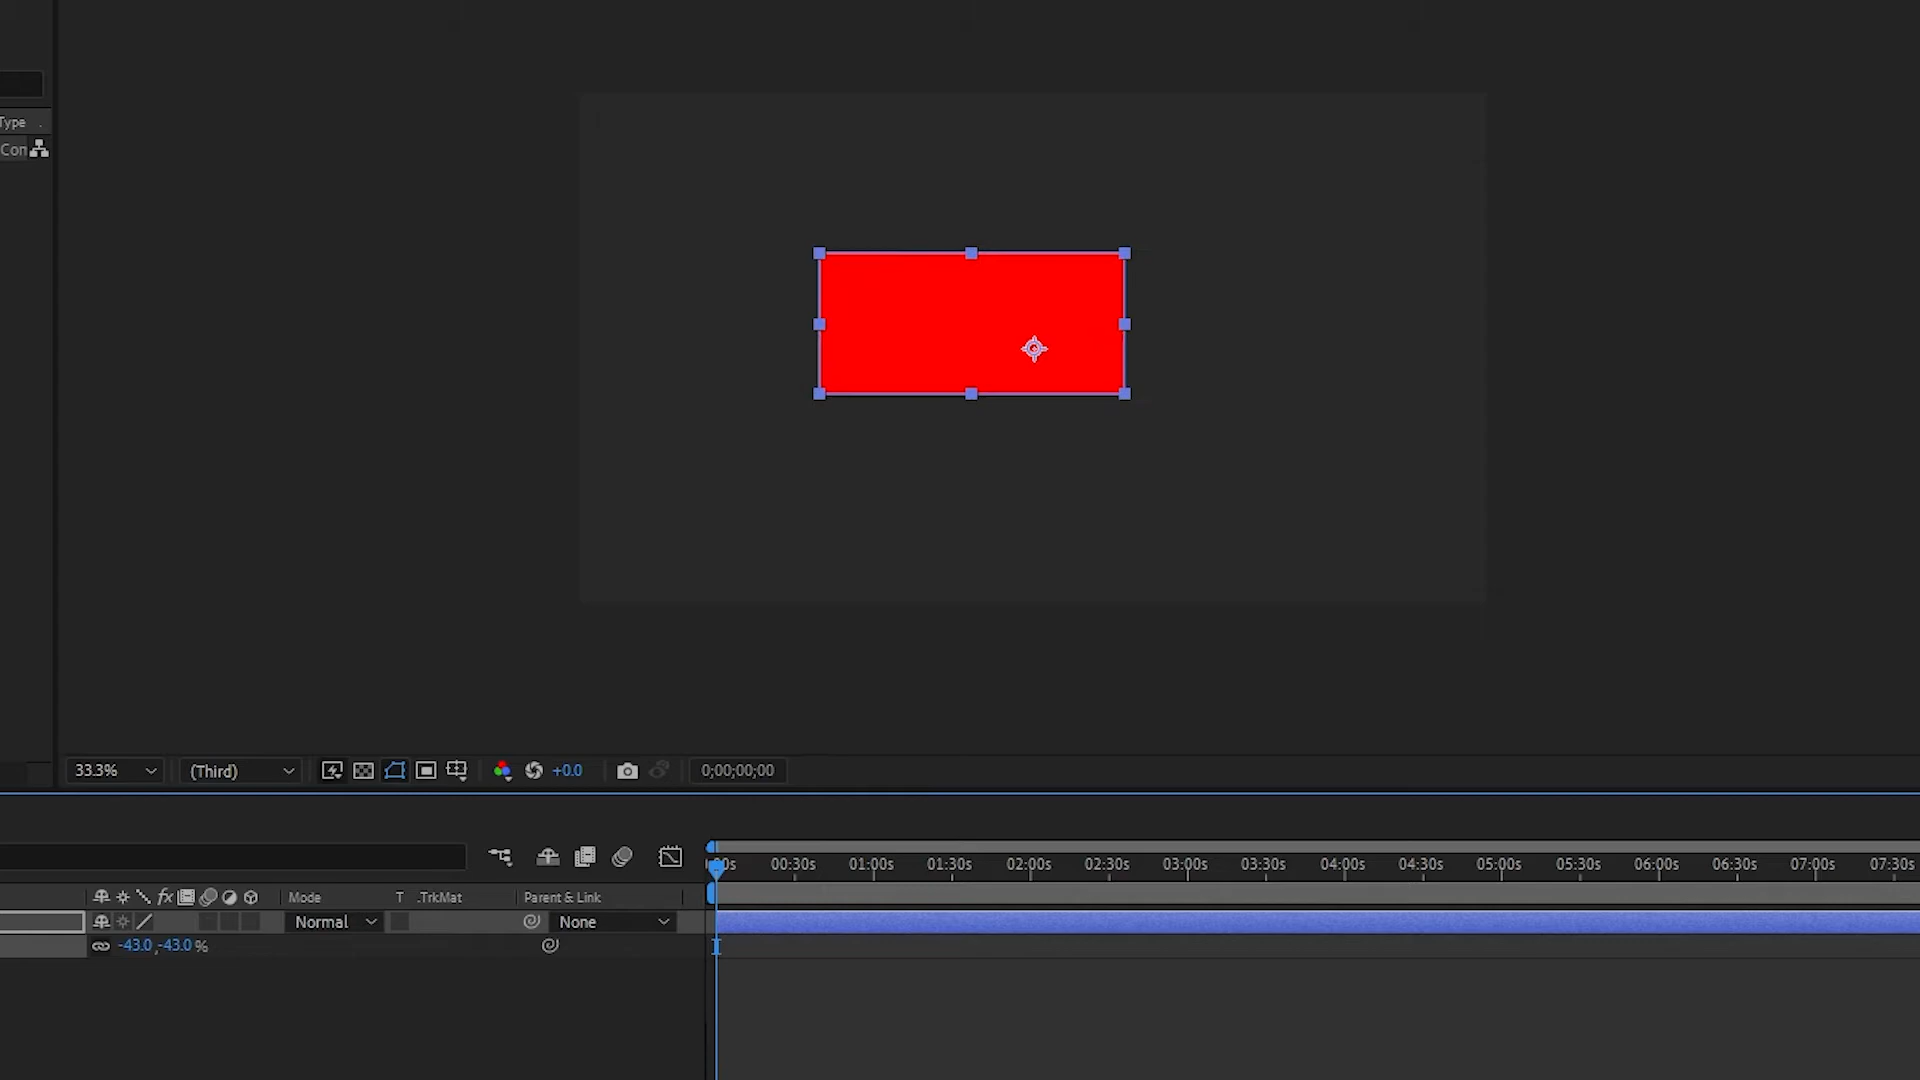 Type .
Con
33.3% (Third) +0.0 0;00;00;00
00s 00:30s 01:00s 01:30s 02:00s 02:30s 03:00s 03:30s 04:00s 04:30s 05:00s 05:30s 06:00s 06:30s 07:00s 07:30s
fx Mode T .TrkMat Parent & Link
Normal None
-43.0,-43.0 %